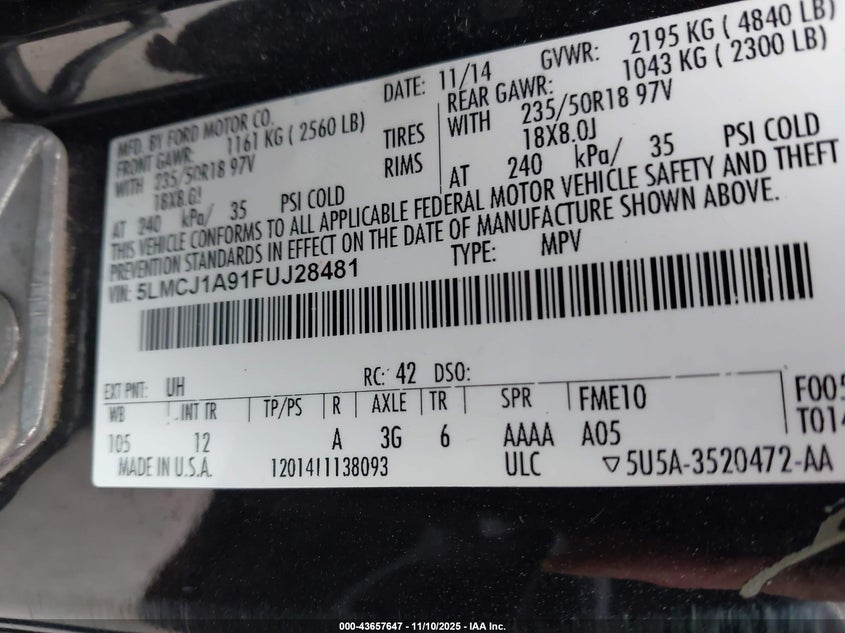 MFD. BY FORD MOTOR CO. DATE: 11/14 GVWR: 2195 KG ( 4840 LB)
FRONT GAWR: 1161 KG ( 2560 LB) REAR GAWR: 1043 KG ( 2300 LB)
WITH 235/50R18 97V TIRES WITH 235/50R18 97V
18X8.0J RIMS 18X8.0J
AT 240 kPa/ 35 PSI COLD AT 240 kPa/ 35 PSI COLD
THIS VEHICLE CONFORMS TO ALL APPLICABLE FEDERAL MOTOR VEHICLE SAFETY AND THEFT
PREVENTION STANDARDS IN EFFECT ON THE DATE OF MANUFACTURE SHOWN ABOVE.
VIN: 5LMCJ1A91FUJ28481 TYPE: MPV
EXT PNT: UH RC: 42 DSO:
WB INT TR TP/PS R AXLE TR SPR FME10
105 12 A 3G 6 AAAA A05
MADE IN U.S.A. 12014I1138093 ULC ▽5U5A-3520472-AA
000-43657647 - 11/10/2025 - IAA Inc.